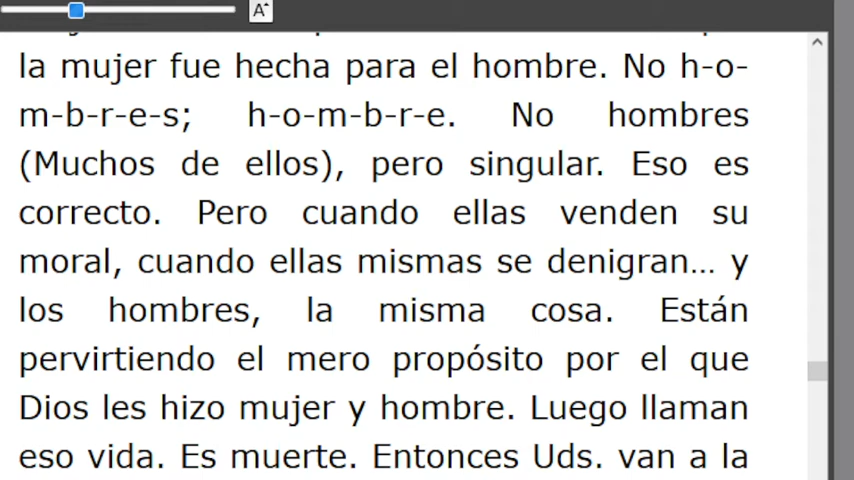 A^
la mujer fue hecha para el hombre. No h-o-
m-b-r-e-s; h-o-m-b-r-e. No hombres
(Muchos de ellos), pero singular. Eso es
correcto. Pero cuando ellas venden su
moral, cuando ellas mismas se denigran... y
los hombres, la misma cosa. Están
pervirtiendo el mero propósito por el que
Dios les hizo mujer y hombre. Luego llaman
eso vida. Es muerte. Entonces Uds. van a la